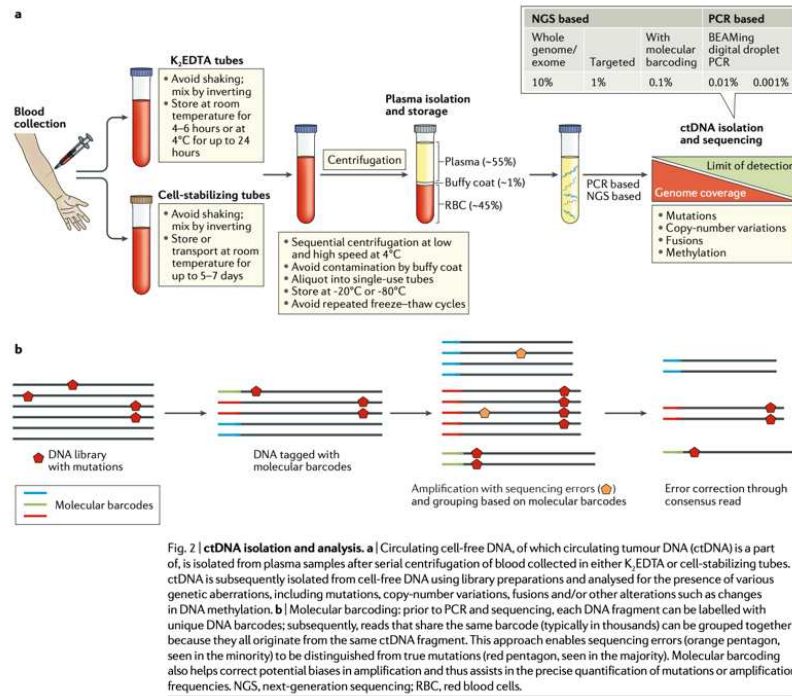 a
NGS based
PCR based
Whole genome/ exome
Targeted
With molecular barcoding
BEAMing digital droplet PCR
10%
1%
0.1%
0.01%
0.001%
Blood collection
K₂EDTA tubes
• Avoid shaking; mix by inverting
• Store at room temperature for 4–6 hours or at 4°C for up to 24 hours
Cell-stabilizing tubes
• Avoid shaking; mix by inverting
• Store or transport at room temperature for up to 5–7 days
Centrifugation
Plasma isolation and storage
Plasma (~55%)
Buffy coat (~1%)
RBC (~45%)
• Sequential centrifugation at low and high speed at 4°C
• Avoid contamination by buffy coat
• Aliquot into single-use tubes
• Store at -20°C or -80°C
• Avoid repeated freeze–thaw cycles
PCR based
NGS based
ctDNA isolation and sequencing
Limit of detection
Genome coverage
• Mutations
• Copy-number variations
• Fusions
• Methylation
b
DNA library with mutations
Molecular barcodes
DNA tagged with molecular barcodes
Amplification with sequencing errors ( ) and grouping based on molecular barcodes
Error correction through consensus read
Fig. 2 | ctDNA isolation and analysis. a | Circulating cell-free DNA, of which circulating tumour DNA (ctDNA) is a part
of, is isolated from plasma samples after serial centrifugation of blood collected in either K₂EDTA or cell-stabilizing tubes.
ctDNA is subsequently isolated from cell-free DNA using library preparations and analysed for the presence of various
genetic aberrations, including mutations, copy-number variations, fusions and/or other alterations such as changes
in DNA methylation. b | Molecular barcoding: prior to PCR and sequencing, each DNA fragment can be labelled with
unique DNA barcodes; subsequently, reads that share the same barcode (typically in thousands) can be grouped together
because they all originate from the same ctDNA fragment. This approach enables sequencing errors (orange pentagon,
seen in the minority) to be distinguished from true mutations (red pentagon, seen in the majority). Molecular barcoding
also helps correct potential biases in amplification and thus assists in the precise quantification of mutations or amplification
frequencies. NGS, next-generation sequencing; RBC, red blood cells.